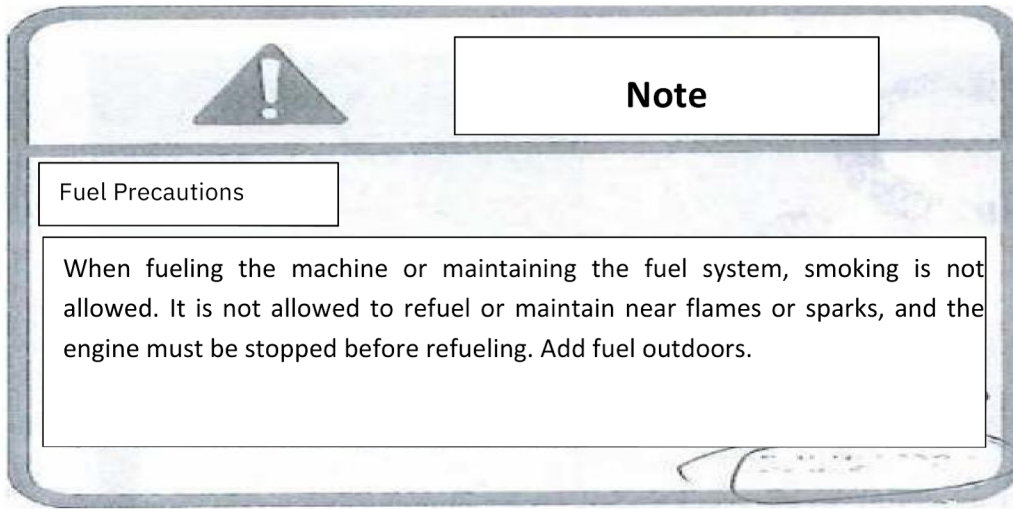 Note
Fuel Precautions
When fueling the machine or maintaining the fuel system, smoking is not
allowed. It is not allowed to refuel or maintain near flames or sparks, and the
engine must be stopped before refueling. Add fuel outdoors.